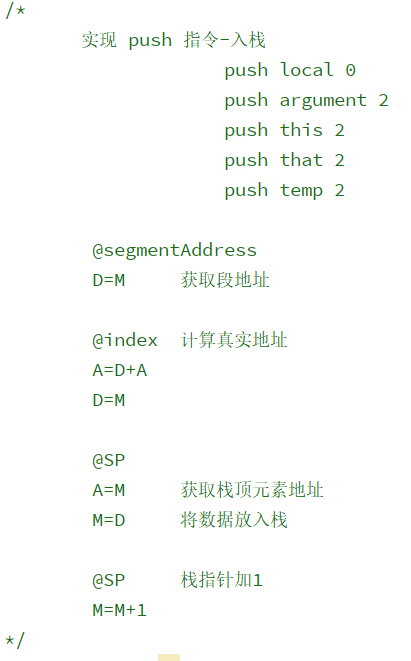 /*
实现 push 指令-入栈
push local 0
push argument 2
push this 2
push that 2
push temp 2
@segmentAddress
D=M 获取段地址
@index 计算真实地址
A=D+A
D=M
@SP
A=M 获取栈顶元素地址
M=D 将数据放入栈
@SP 栈指针加1
M=M+1
*/